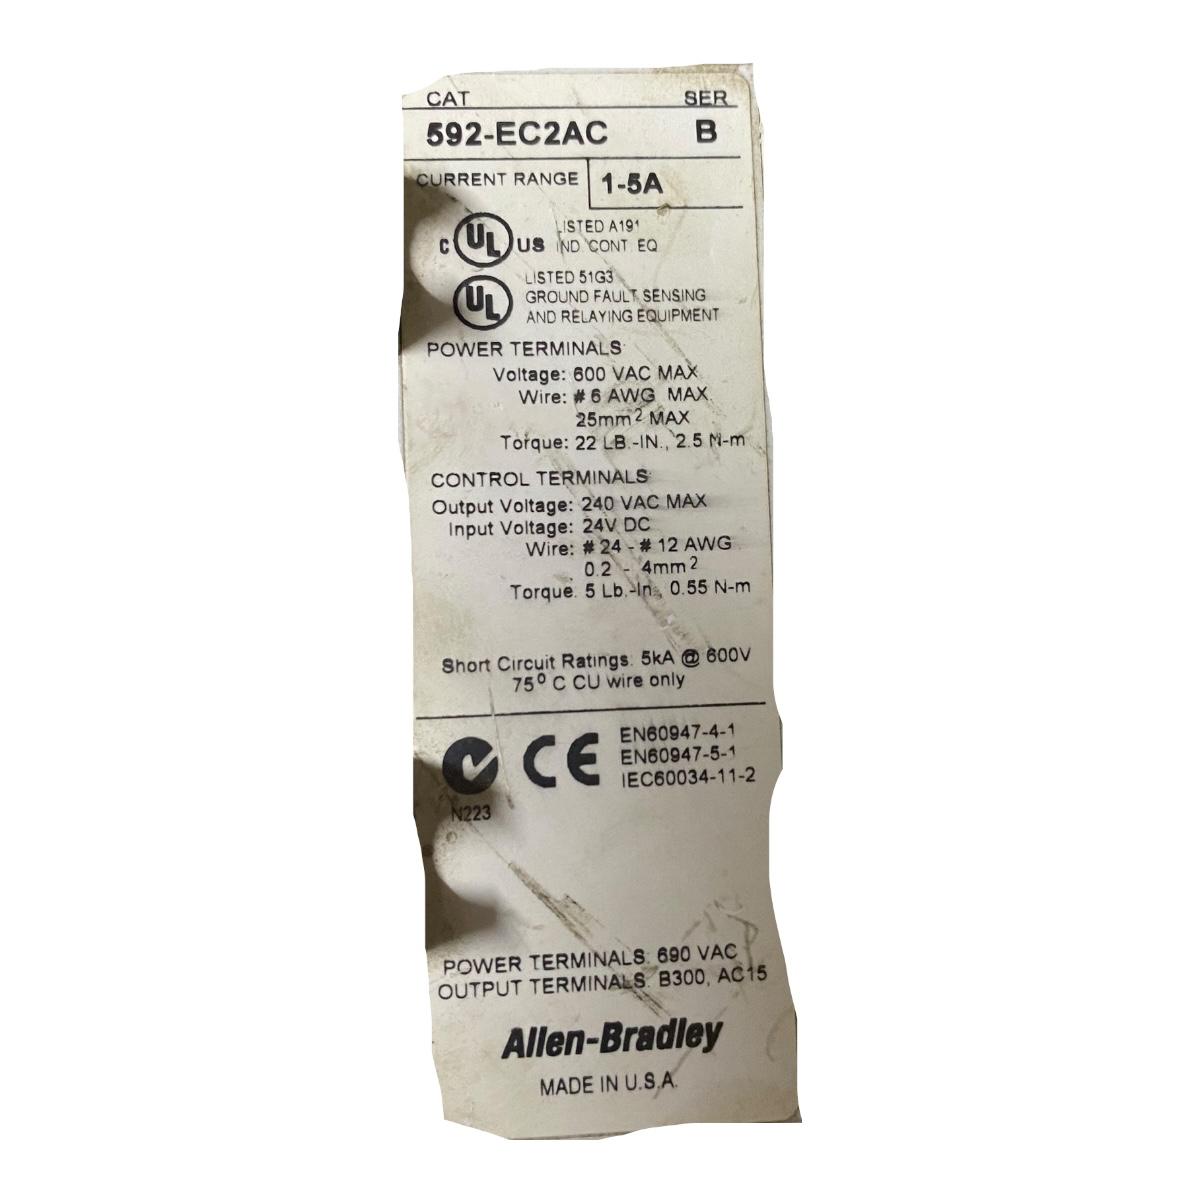 CAT SER
592-EC2AC B
CURRENT RANGE 1-5A
C UL US LISTED A191
IND. CONT. EQ
UL LISTED 51G3
GROUND FAULT SENSING
AND RELAYING EQUIPMENT
POWER TERMINALS
Voltage: 600 VAC MAX
Wire: # 6 AWG MAX.
25mm² MAX
Torque: 22 LB.-IN., 2.5 N-m
CONTROL TERMINALS
Output Voltage: 240 VAC MAX
Input Voltage: 24V DC
Wire: # 24 - # 12 AWG
0.2 - 4mm²
Torque: 5 Lb.-In., 0.55 N-m
Short Circuit Ratings: 5kA @ 600V
75° C CU wire only
CE EN60947-4-1
EN60947-5-1
IEC60034-11-2
N223
POWER TERMINALS: 690 VAC
OUTPUT TERMINALS: B300, AC15
Allen-Bradley
MADE IN U.S.A.